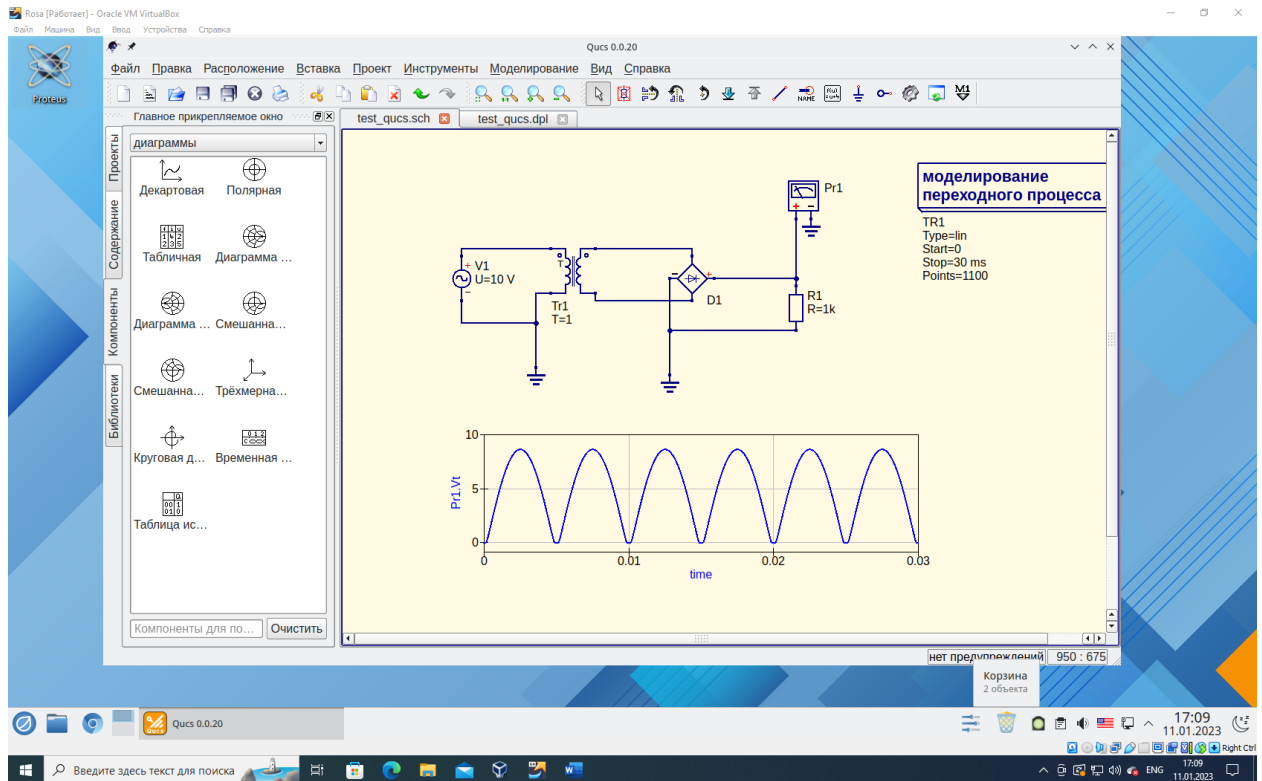 Rosa [Работает] - Oracle VM VirtualBox
Файл Машина Вид Ввод Устройства Справка
Proteus
Qucs 0.0.20
Файл Правка Расположение Вставка Проект Инструменты Моделирование Вид Справка
NAME
Главное прикрепляемое окно
test_qucs.sch
test_qucs.dpl
Проекты
Содержание
Компоненты
Библиотеки
диаграммы
Декартовая
Полярная
Табличная
Диаграмма ...
Диаграмма ...
Смешанна...
Смешанна...
Трёхмерна...
Круговая д...
Временная ...
Таблица ис...
Компоненты для по...
Очистить
Pr1
моделирование
переходного процесса
TR1
Type=lin
Start=0
Stop=30 ms
Points=1100
V1
U=10 V
T
Tr1
T=1
D1
R1
R=1k
10
5
0
Pr1.Vt
0
0.01
0.02
0.03
time
нет предупреждений
950 : 675
Корзина
2 объекта
Qucs 0.0.20
17:09
11.01.2023
Right Ctrl
Введите здесь текст для поиска
ENG
17:09
11.01.2023